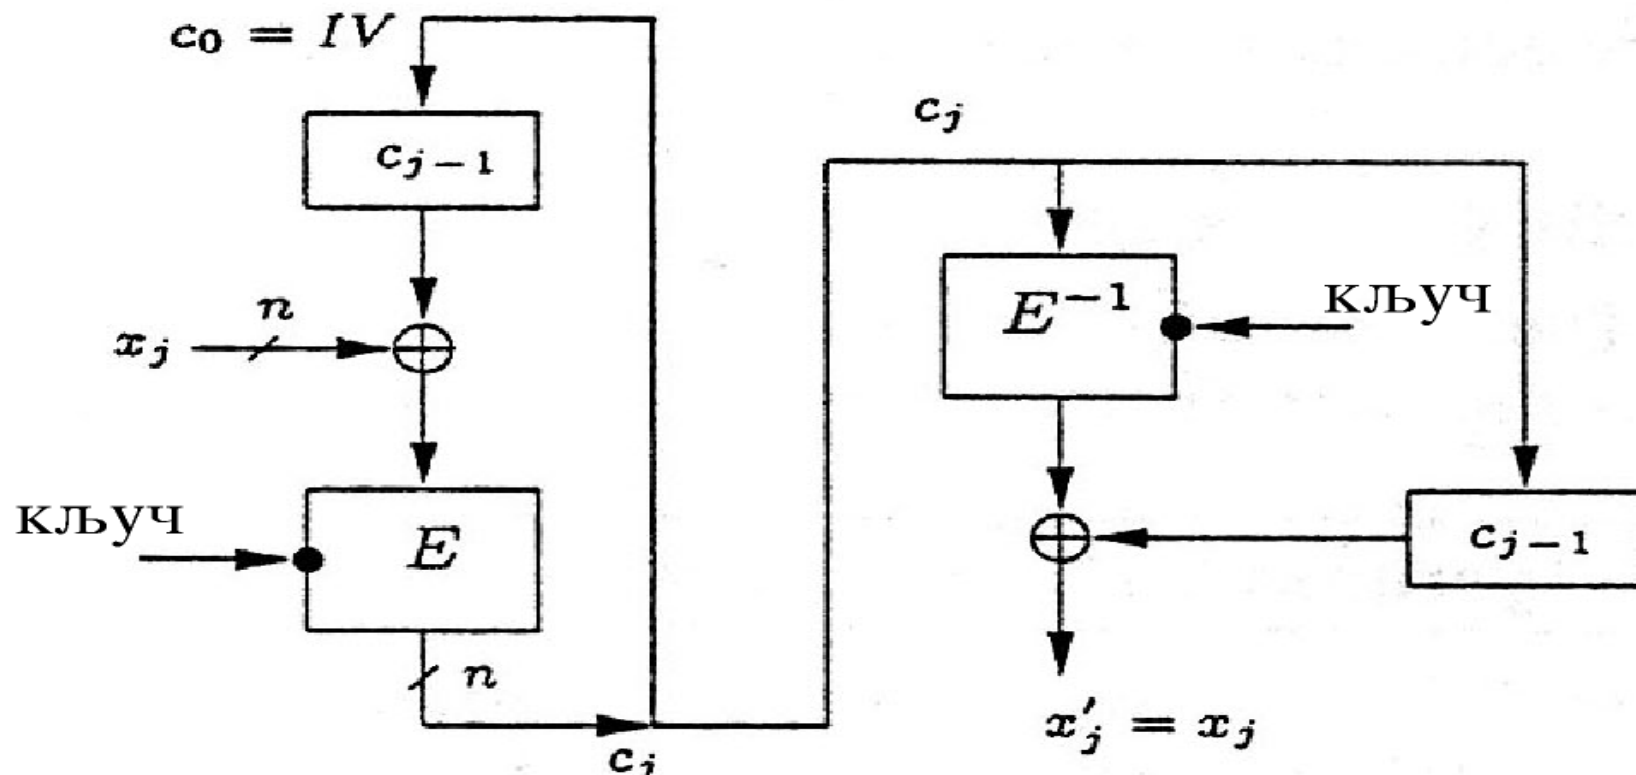 c₀ = IV
c_{j-1}
n
x_j
кључ
E
n
c_j
c_j
E⁻¹
кључ
c_{j-1}
x'_j = x_j